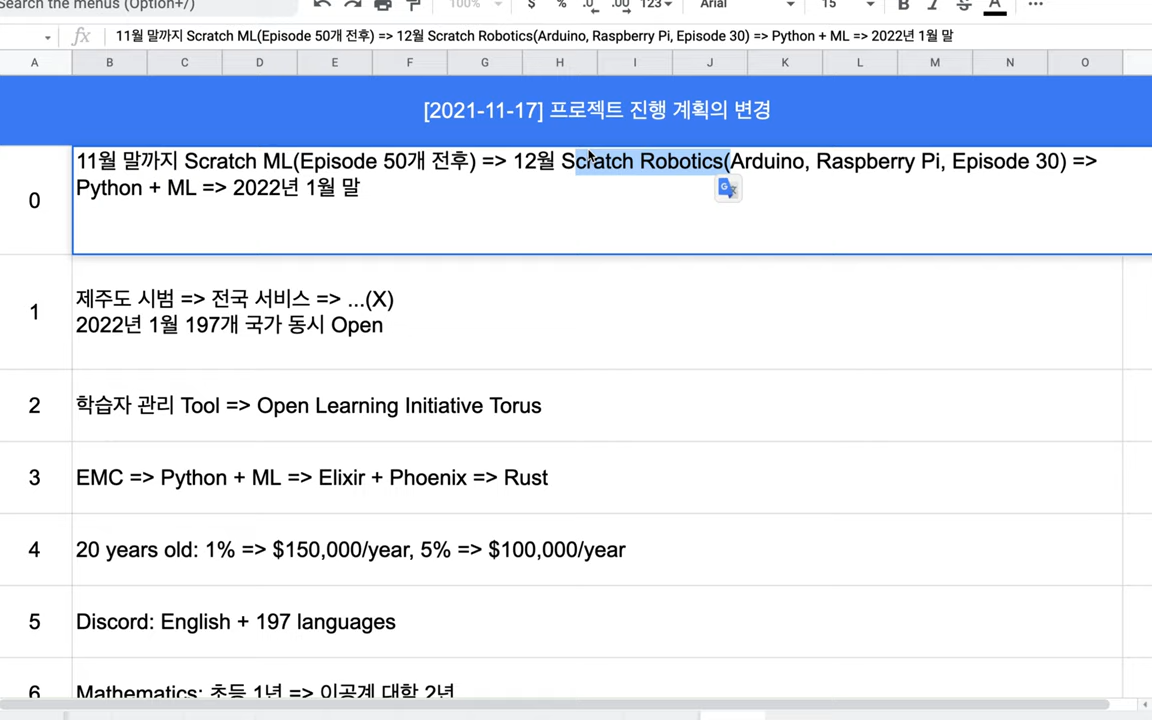 Search the menus (Option+/)
100%
$ % .0 .00 123
Arial
15
B I S A
fx
11월 말까지 Scratch ML(Episode 50개 전후) => 12월 Scratch Robotics(Arduino, Raspberry Pi, Episode 30) => Python + ML => 2022년 1월 말
A B C D E F G H I J K L M N O
[2021-11-17] 프로젝트 진행 계획의 변경
0
11월 말까지 Scratch ML(Episode 50개 전후) => 12월 Scratch Robotics(Arduino, Raspberry Pi, Episode 30) =>
Python + ML => 2022년 1월 말
1
제주도 시범 => 전국 서비스 => ...(X)
2022년 1월 197개 국가 동시 Open
2
학습자 관리 Tool => Open Learning Initiative Torus
3
EMC => Python + ML => Elixir + Phoenix => Rust
4
20 years old: 1% => $150,000/year, 5% => $100,000/year
5
Discord: English + 197 languages
6
Mathematics: 초등 1년 => 이공계 대학 2년